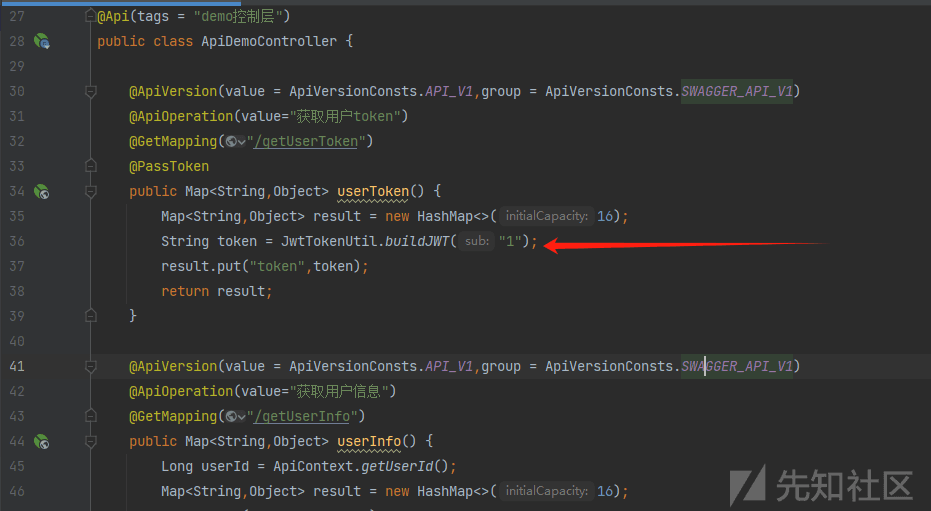 27 @Api(tags = "demo控制层")
28 public class ApiDemoController {
29
30 @ApiVersion(value = ApiVersionConsts.API_V1,group = ApiVersionConsts.SWAGGER_API_V1)
31 @ApiOperation(value="获取用户token")
32 @GetMapping("/getUserToken")
33 @PassToken
34 public Map<String,Object> userToken() {
35 Map<String,Object> result = new HashMap<>( initialCapacity: 16);
36 String token = JwtTokenUtil.buildJWT( sub: "1");
37 result.put("token",token);
38 return result;
39 }
40
41 @ApiVersion(value = ApiVersionConsts.API_V1,group = ApiVersionConsts.SWAGGER_API_V1)
42 @ApiOperation(value="获取用户信息")
43 @GetMapping("/getUserInfo")
44 public Map<String,Object> userInfo() {
45 Long userId = ApiContext.getUserId();
46 Map<String,Object> result = new HashMap<>( initialCapacity: 16);
先知社区